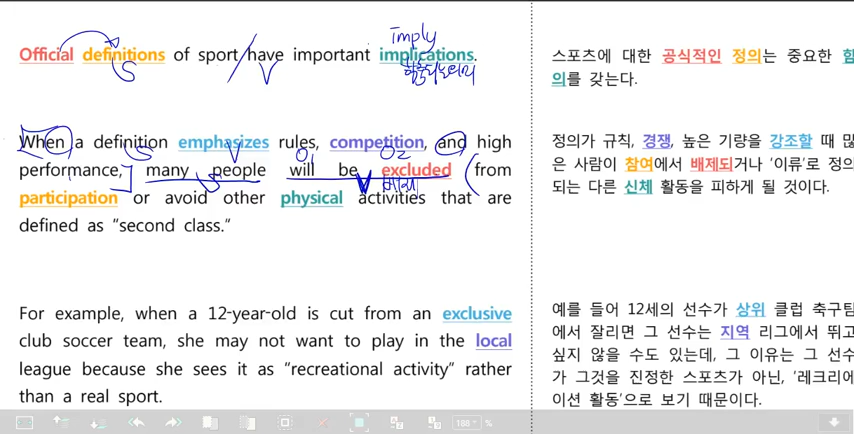 imply
Official definitions of sport have important implications.
S
V
When a definition emphasizes rules, competition, and high
S
V
O1
O2
performance, many people will be excluded (from
S
V
배제
participation or avoid other physical activities that are
defined as "second class."
For example, when a 12-year-old is cut from an exclusive
club soccer team, she may not want to play in the local
league because she sees it as "recreational activity" rather
than a real sport.
스포츠에 대한 공식적인 정의는 중요한 함
의를 갖는다.
정의가 규칙, 경쟁, 높은 기량을 강조할 때 많
은 사람이 참여에서 배제되거나 '이류'로 정의
되는 다른 신체 활동을 피하게 될 것이다.
예를 들어 12세의 선수가 상위 클럽 축구팀
에서 잘리면 그 선수는 지역 리그에서 뛰고
싶지 않을 수도 있는데, 그 이유는 그 선수
가 그것을 진정한 스포츠가 아닌, '레크리에
이션 활동'으로 보기 때문이다.
188 %